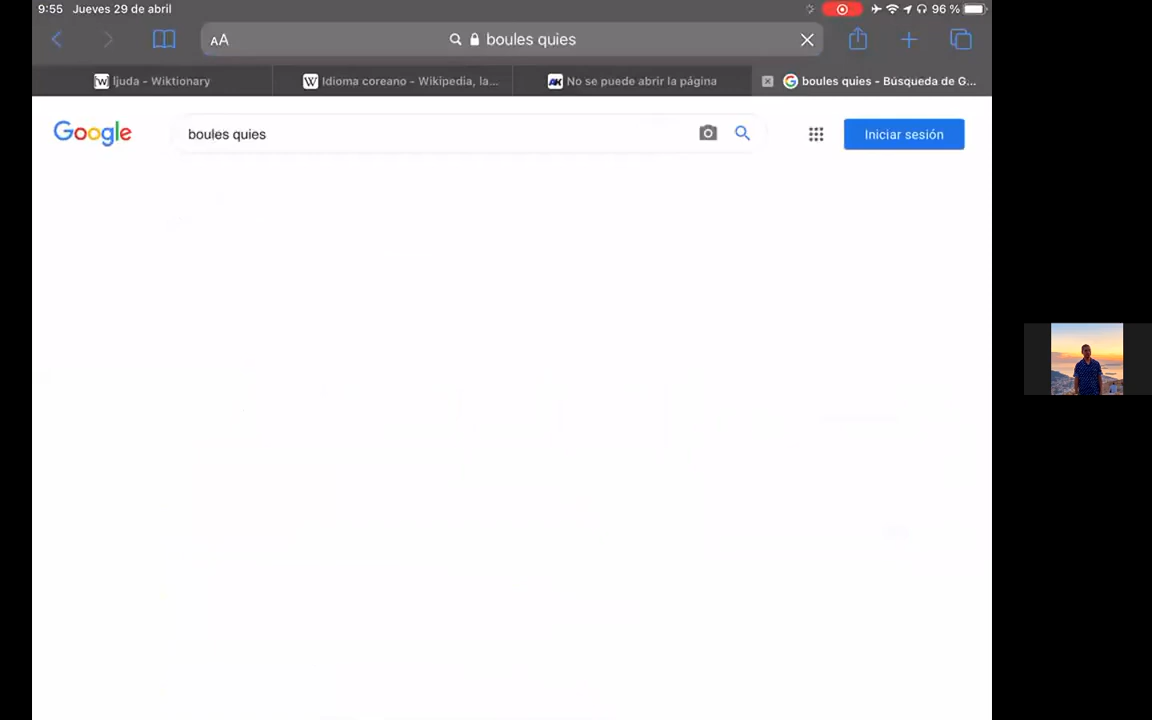 9:55 Jueves 29 de abril 96 %
AA boules quies
ljuda - Wiktionary
Idioma coreano - Wikipedia, la...
No se puede abrir la página
boules quies - Búsqueda de G...
Google boules quies Iniciar sesión